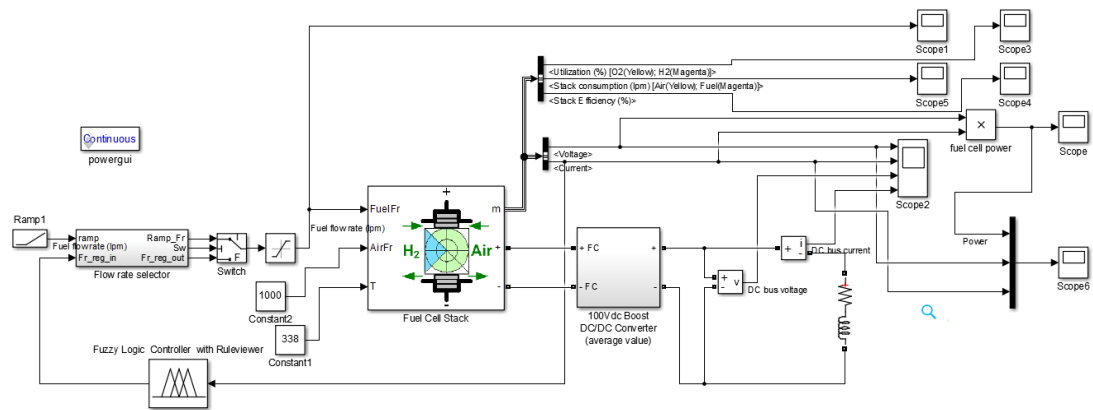 Scope1
Scope3
<Utilization (%) [O2(Yellow); H2(Magenta)]>
<Stack consumption (lpm) [Air(Yellow); Fuel(Magenta)]>
<Stack Efficiency (%)>
Scope5
Scope4
Continuous
powergui
×
fuel cell power
Scope
<Voltage>
<Current>
Scope2
Ramp1
ramp
Fuel flow rate (lpm)
Fr_reg_in
Ramp_Fr
Sw
Fr_reg_out
Flow rate selector
T
F
Switch
Fuel flow rate (lpm)
FuelFr
AirFr
T
+
-
H2
Air
m
+
-
Fuel Cell Stack
1000
Constant2
338
Constant1
+ FC
- FC
+
-
100Vdc Boost
DC/DC Converter
(average value)
+
-
v
DC bus voltage
+
-
i
DC bus current
+
Power
Scope6
Fuzzy Logic Controller with Ruleviewer